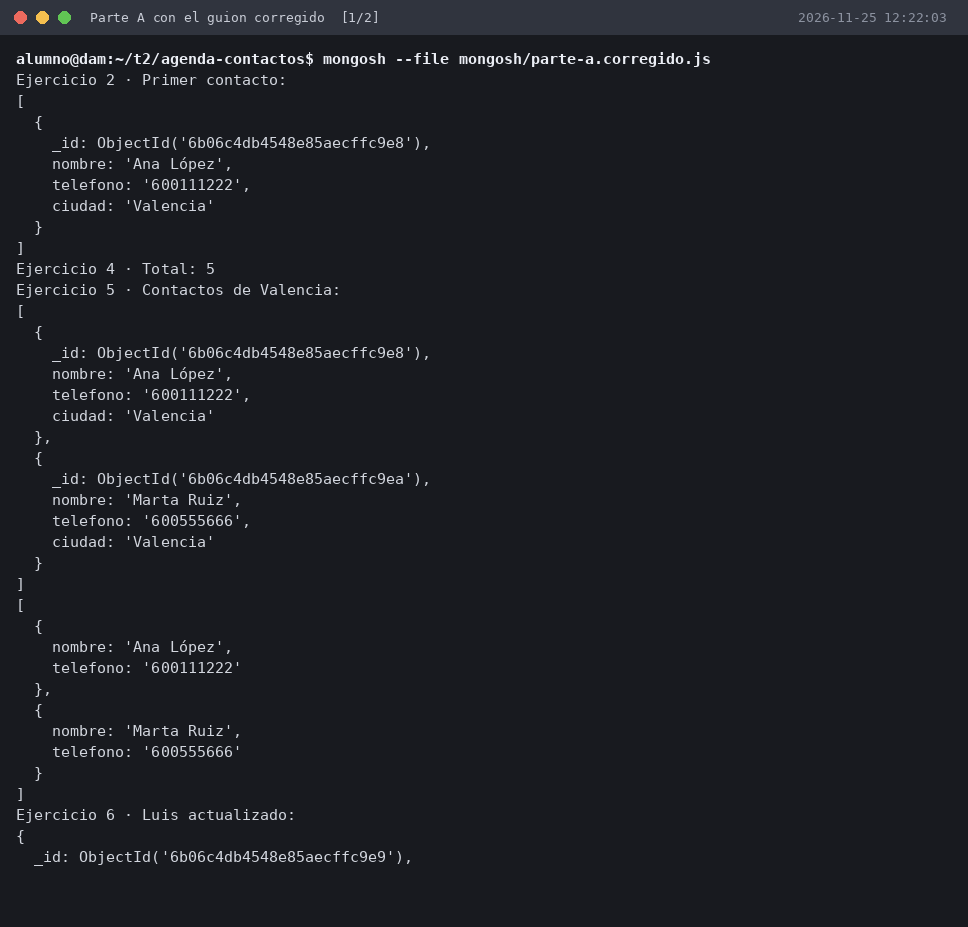 Parte A con el guion corregido  [1/2]
2026-11-25 12:22:03
alumno@dam:~/t2/agenda-contactos$ mongosh --file mongosh/parte-a.corregido.js
Ejercicio 2 · Primer contacto:
[
  {
    _id: ObjectId('6b06c4db4548e85aecffc9e8'),
    nombre: 'Ana López',
    telefono: '600111222',
    ciudad: 'Valencia'
  }
]
Ejercicio 4 · Total: 5
Ejercicio 5 · Contactos de Valencia:
[
  {
    _id: ObjectId('6b06c4db4548e85aecffc9e8'),
    nombre: 'Ana López',
    telefono: '600111222',
    ciudad: 'Valencia'
  },
  {
    _id: ObjectId('6b06c4db4548e85aecffc9ea'),
    nombre: 'Marta Ruiz',
    telefono: '600555666',
    ciudad: 'Valencia'
  }
]
[
  {
    nombre: 'Ana López',
    telefono: '600111222'
  },
  {
    nombre: 'Marta Ruiz',
    telefono: '600555666'
  }
]
Ejercicio 6 · Luis actualizado:
{
  _id: ObjectId('6b06c4db4548e85aecffc9e9'),